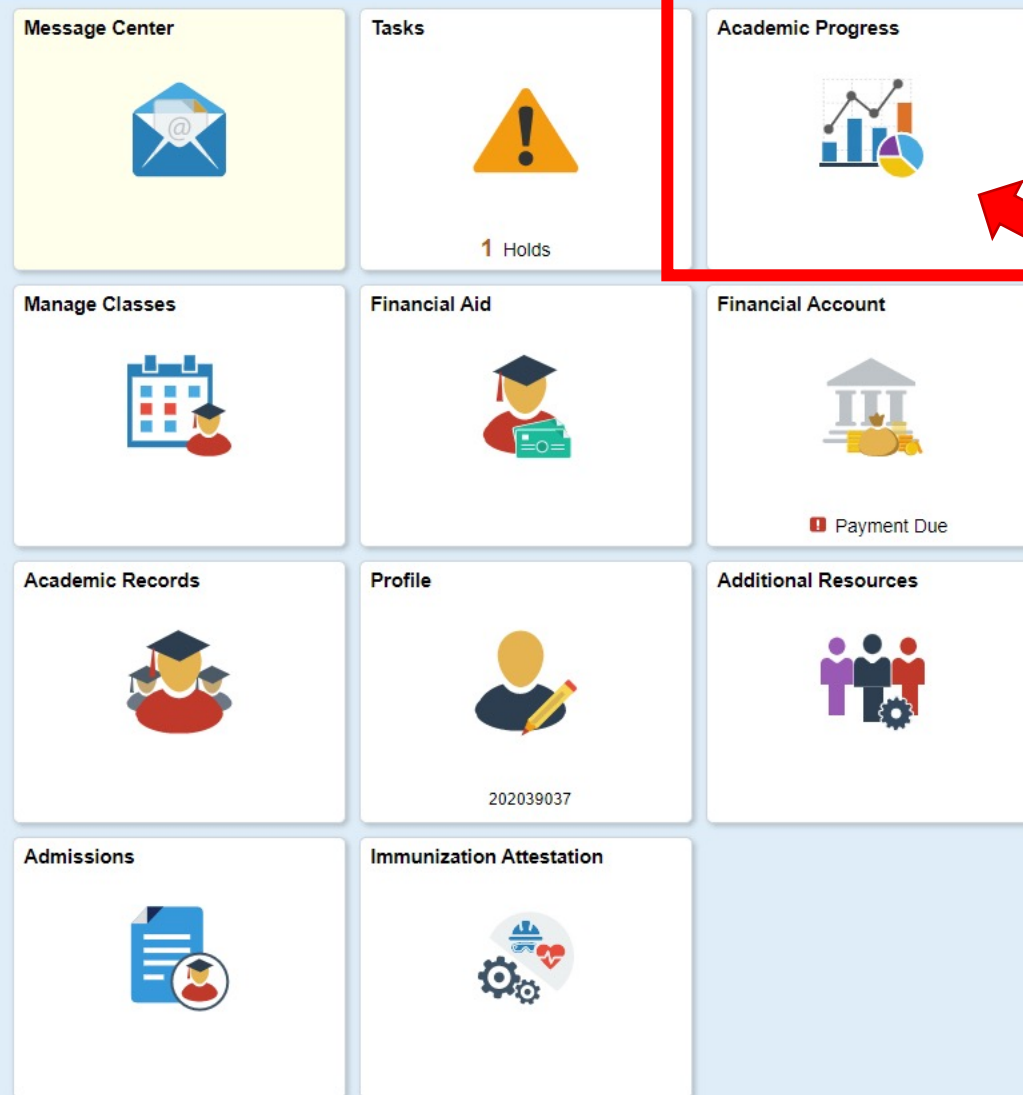 Message Center
@
Tasks
1 Holds
Academic Progress
Manage Classes
Financial Aid
Financial Account
Payment Due
Academic Records
Profile
202039037
Additional Resources
Admissions
Immunization Attestation